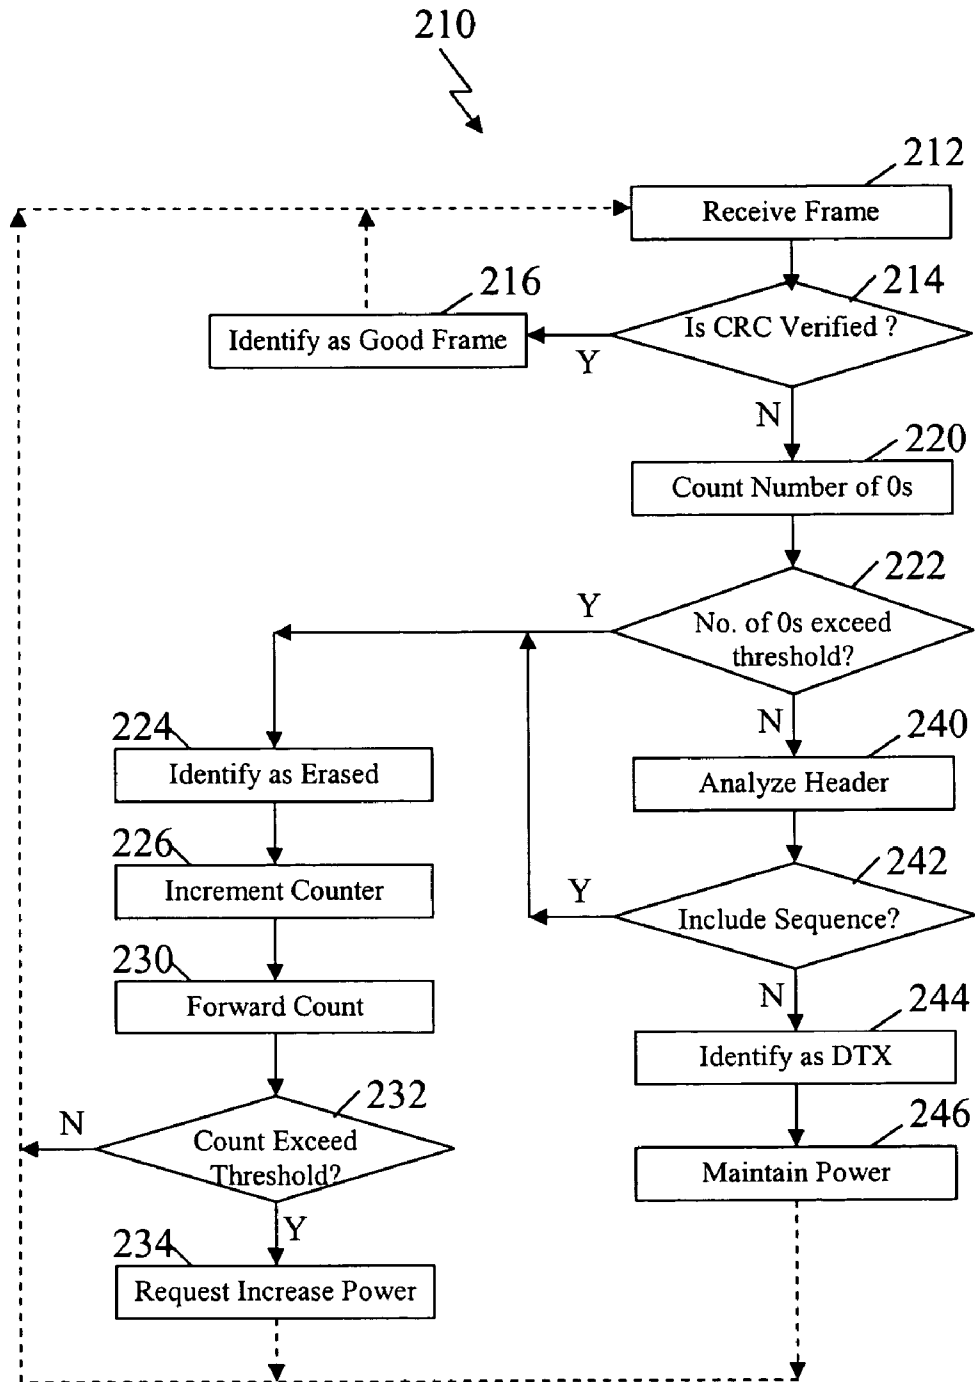 210
212
Receive Frame
214
Is CRC Verified ?
216
Identify as Good Frame
Y
N
220
Count Number of 0s
222
No. of 0s exceed
threshold?
Y
N
224
Identify as Erased
240
Analyze Header
226
Increment Counter
242
Include Sequence?
Y
N
230
Forward Count
244
Identify as DTX
232
Count Exceed
Threshold?
N
Y
246
Maintain Power
234
Request Increase Power